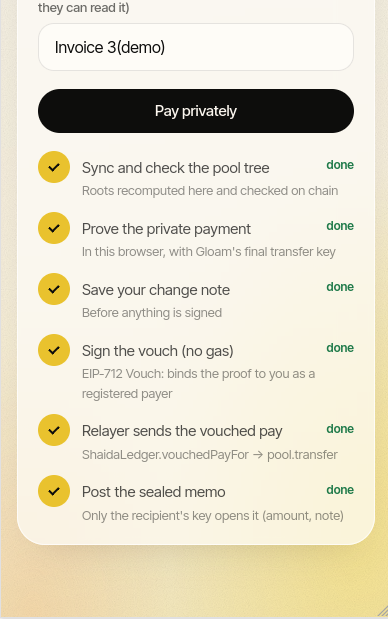 they can read it)
Invoice 3(demo)
Pay privately
Sync and check the pool tree
done
Roots recomputed here and checked on chain
Prove the private payment
done
In this browser, with Gloam's final transfer key
Save your change note
done
Before anything is signed
Sign the vouch (no gas)
done
EIP-712 Vouch: binds the proof to you as a
registered payer
Relayer sends the vouched pay
done
ShaidaLedger.vouchedPayFor → pool.transfer
Post the sealed memo
done
Only the recipient's key opens it (amount, note)